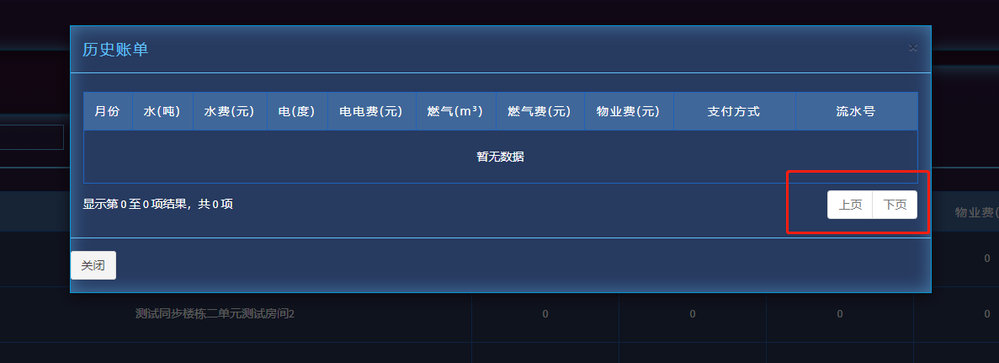 历史账单
×
月份 水(吨) 水费(元) 电(度) 电电费(元) 燃气(m³) 燃气费(元) 物业费(元) 支付方式 流水号
暂无数据
显示第 0 至 0 项结果，共 0 项
上页 下页
物业费(
关闭
0
测试同步楼栋二单元测试房间2 0 0 0 0